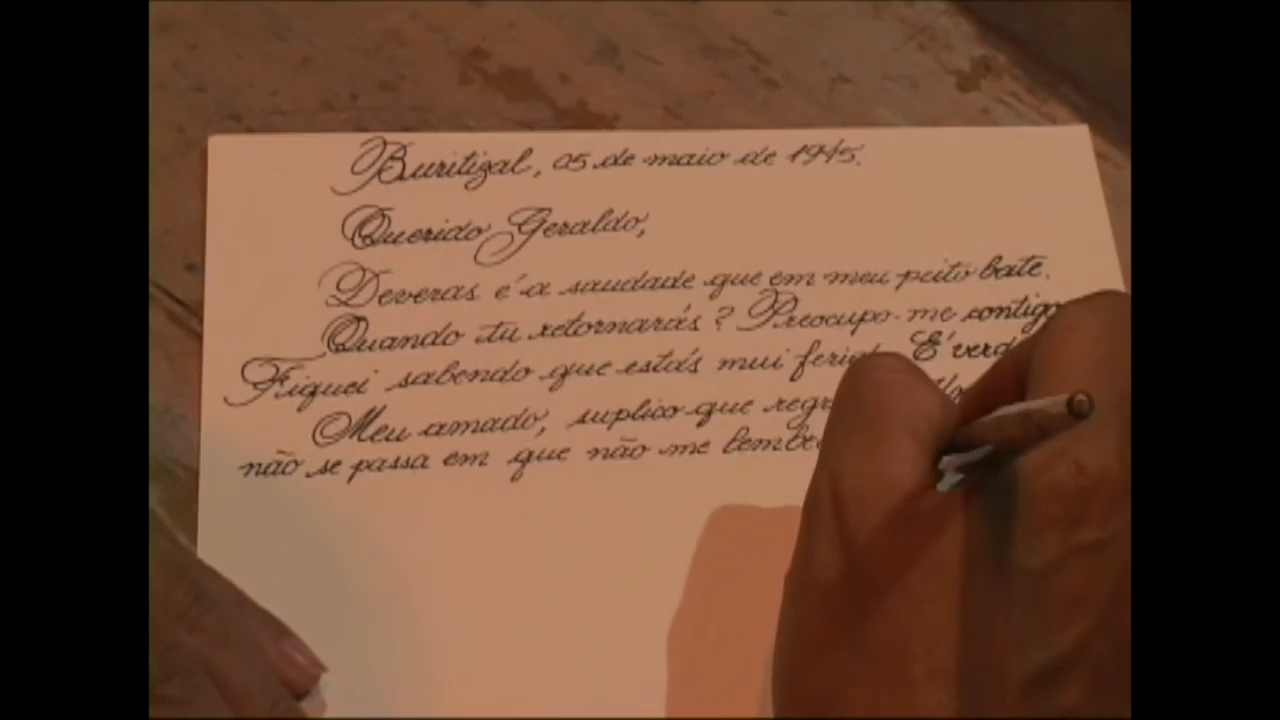 Buritizal, 05 de maio de 1945.
Querido Geraldo,
Deveras é a saudade que em meu peito bate.
Quando tu retornarás? Preocupo-me contigo
Fiquei sabendo que estás mui É
Meu amado, suplico que
não se passa em que não me